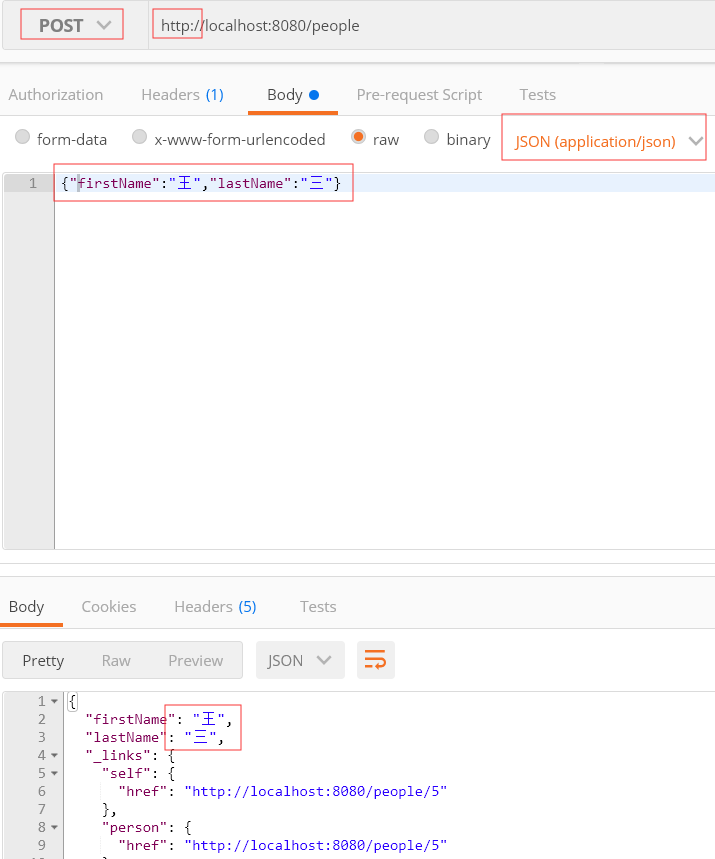 POST http://localhost:8080/people
Authorization Headers (1) Body Pre-request Script Tests
form-data x-www-form-urlencoded raw binary JSON (application/json)
1 {"firstName":"王","lastName":"三"}
Body Cookies Headers (5) Tests
Pretty Raw Preview JSON
1 {
2 "firstName": "王",
3 "lastName": "三",
4 "_links": {
5 "self": {
6 "href": "http://localhost:8080/people/5"
7 },
8 "person": {
9 "href": "http://localhost:8080/people/5"